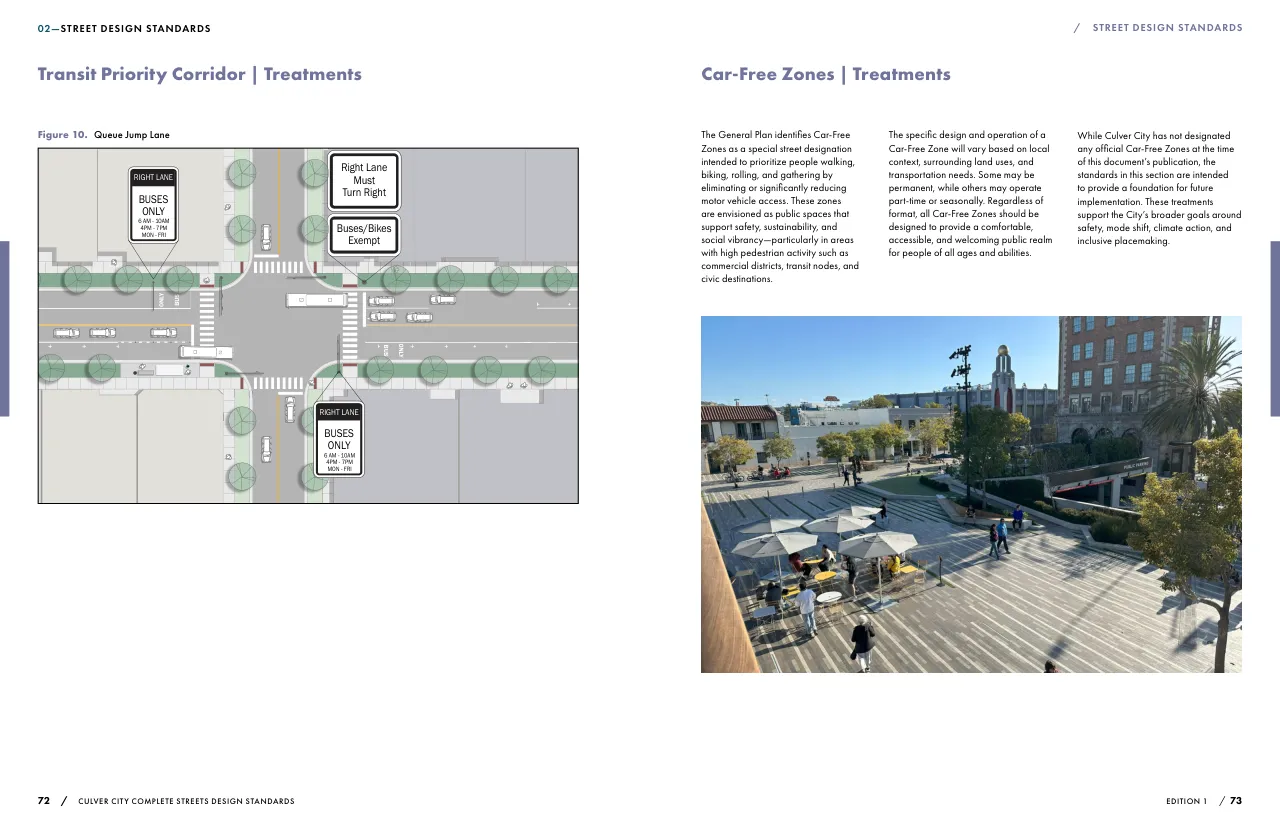 02—STREET DESIGN STANDARDS
Transit Priority Corridor | Treatments
Figure 10. Queue Jump Lane
RIGHT LANE
BUSES
ONLY
6 AM - 10AM
4PM - 7PM
MON - FRI
Right Lane
Must
Turn Right
Buses/Bikes
Exempt
ONLY
BUS
BUS
ONLY
RIGHT LANE
BUSES
ONLY
6 AM - 10AM
4PM - 7PM
MON - FRI
72 / CULVER CITY COMPLETE STREETS DESIGN STANDARDS
/ STREET DESIGN STANDARDS
Car-Free Zones | Treatments
The General Plan identifies Car-Free
Zones as a special street designation
intended to prioritize people walking,
biking, rolling, and gathering by
eliminating or significantly reducing
motor vehicle access. These zones
are envisioned as public spaces that
support safety, sustainability, and
social vibrancy—particularly in areas
with high pedestrian activity such as
commercial districts, transit nodes, and
civic destinations.
The specific design and operation of a
Car-Free Zone will vary based on local
context, surrounding land uses, and
transportation needs. Some may be
permanent, while others may operate
part-time or seasonally. Regardless of
format, all Car-Free Zones should be
designed to provide a comfortable,
accessible, and welcoming public realm
for people of all ages and abilities.
While Culver City has not designated
any official Car-Free Zones at the time
of this document's publication, the
standards in this section are intended
to provide a foundation for future
implementation. These treatments
support the City's broader goals around
safety, mode shift, climate action, and
inclusive placemaking.
PUBLIC PARKING
EDITION 1 / 73